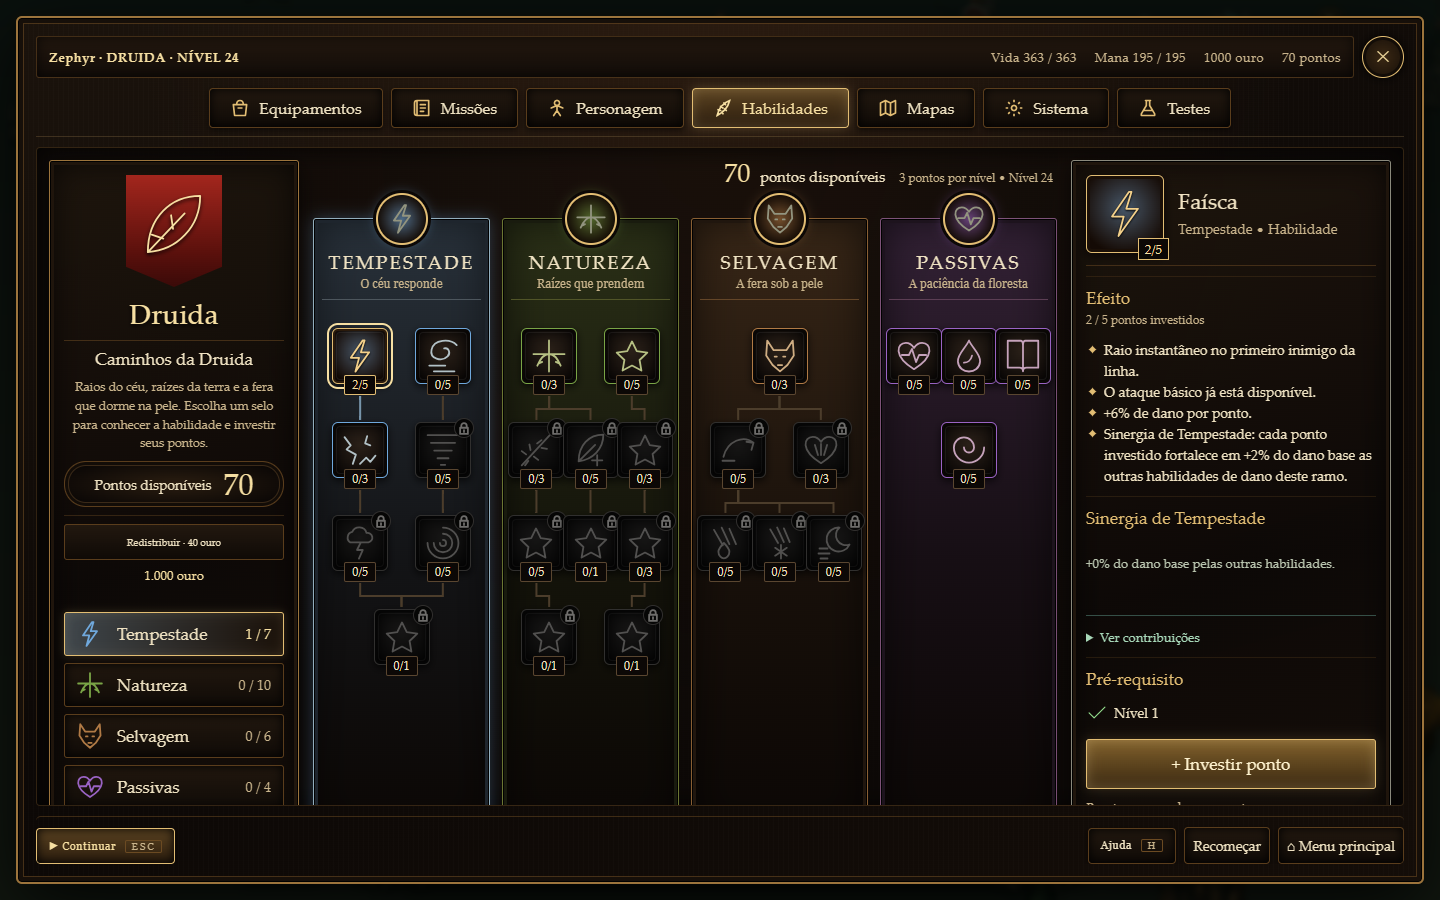 Zephyr · DRUIDA · NÍVEL 24
Vida 363 / 363 Mana 195 / 195 1000 ouro 70 pontos
Equipamentos Missões Personagem Habilidades Mapas Sistema Testes
Druida
Caminhos da Druida
Raios do céu, raízes da terra e a fera
que dorme na pele. Escolha um selo
para conhecer a habilidade e investir
seus pontos.
Pontos disponíveis 70
Redistribuir · 40 ouro
1.000 ouro
Tempestade 1 / 7
Natureza 0 / 10
Selvagem 0 / 6
Passivas 0 / 4
70 pontos disponíveis 3 pontos por nível • Nível 24
TEMPESTADE
O céu responde
2/5 0/5
0/3 0/5
0/5 0/5
0/1
NATUREZA
Raízes que prendem
0/3 0/5
0/3 0/5 0/3
0/5 0/1 0/3
0/1 0/1
SELVAGEM
A fera sob a pele
0/3
0/5 0/3
0/5 0/5 0/5
PASSIVAS
A paciência da floresta
0/5 0/5 0/5
0/5
Faísca
Tempestade • Habilidade
2/5
Efeito
2 / 5 pontos investidos
Raio instantâneo no primeiro inimigo da
linha.
O ataque básico já está disponível.
+6% de dano por ponto.
Sinergia de Tempestade: cada ponto
investido fortalece em +2% do dano base as
outras habilidades de dano deste ramo.
Sinergia de Tempestade
+0% do dano base pelas outras habilidades.
Ver contribuições
Pré-requisito
Nível 1
+ Investir ponto
Continuar ESC
Ajuda H
Recomeçar
Menu principal